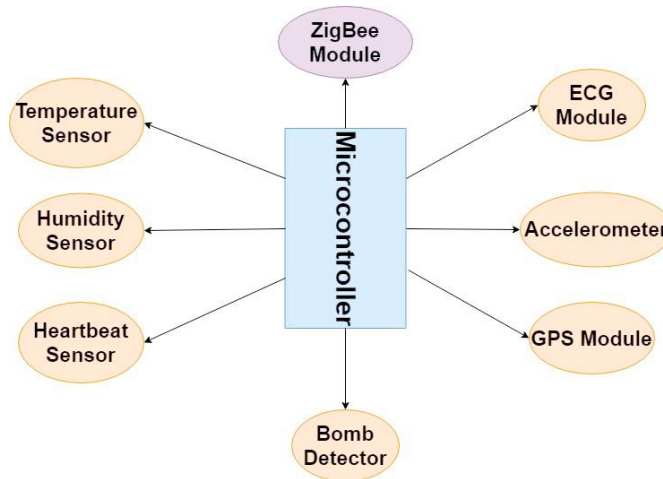 ZigBee
Module
Temperature
Sensor
ECG
Module
Microcontroller
Humidity
Sensor
Accelerometer
Heartbeat
Sensor
GPS Module
Bomb
Detector